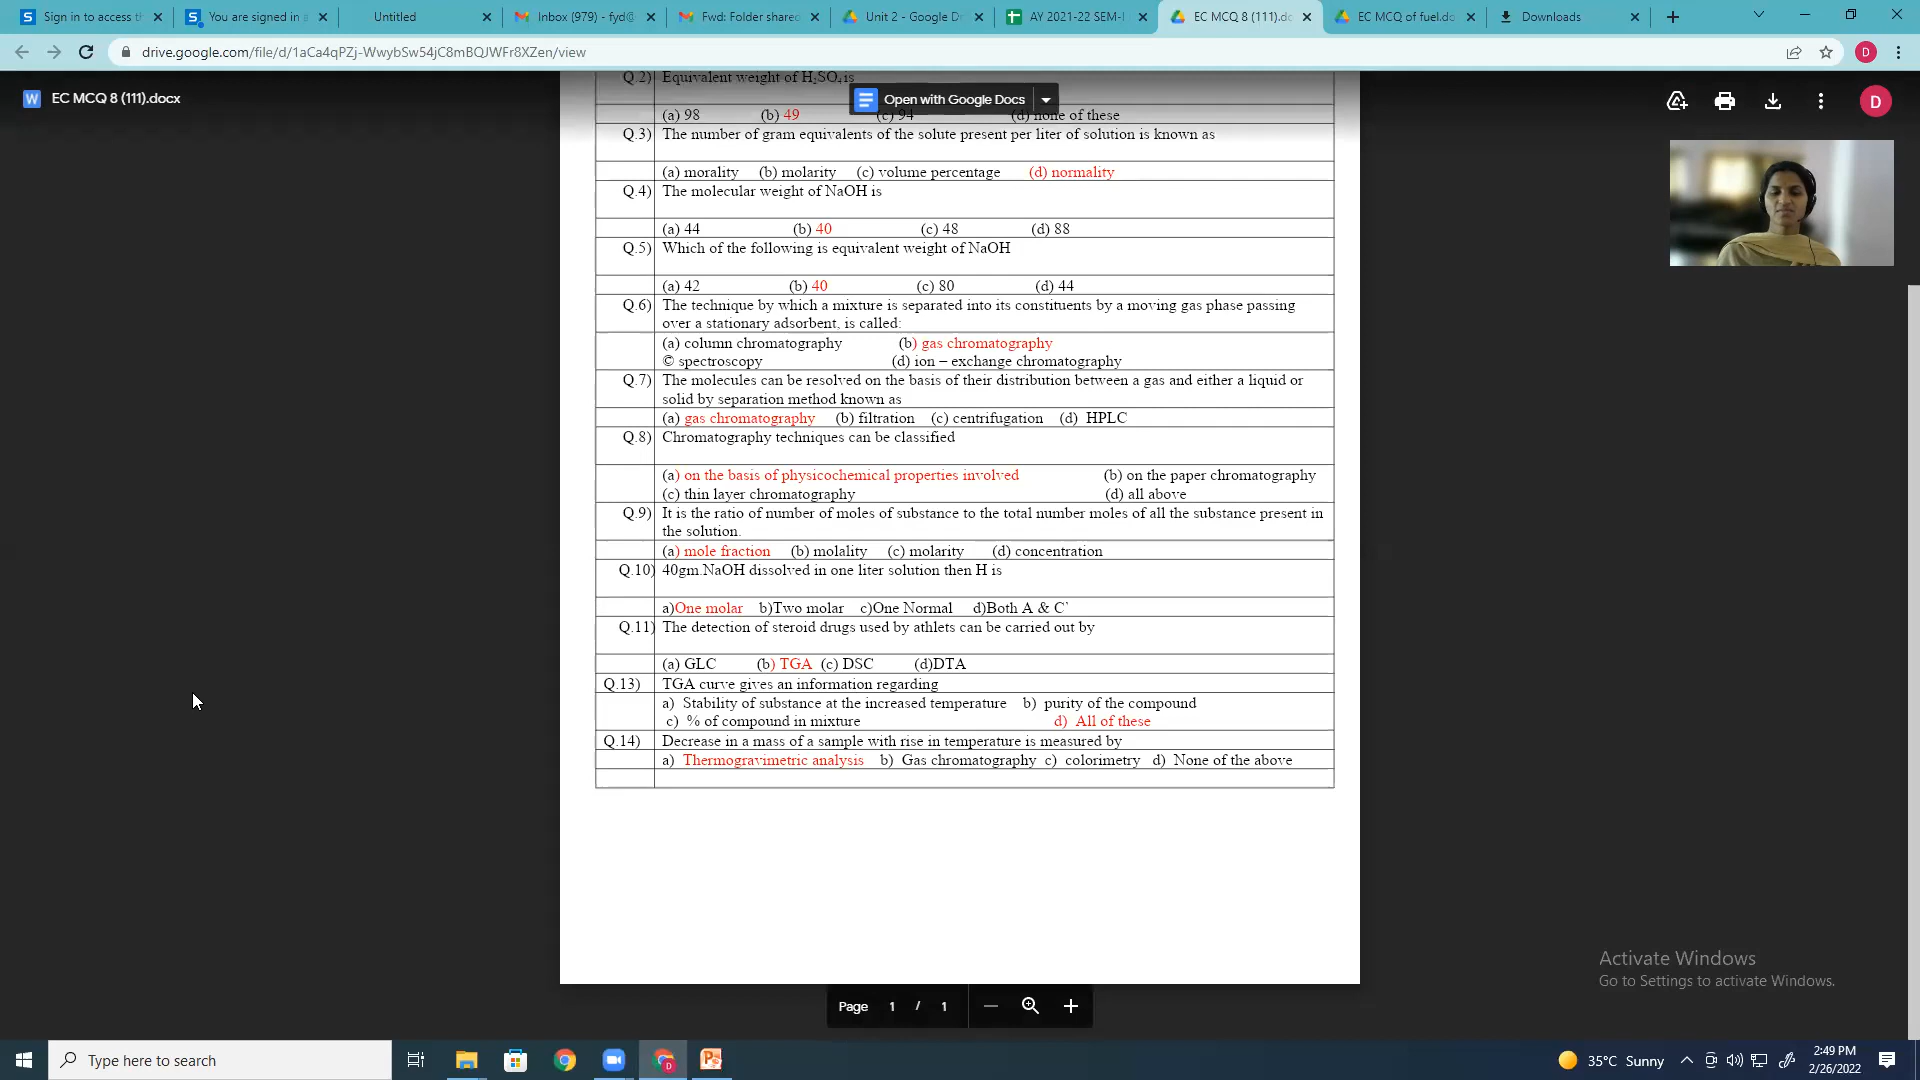 Sign in to access th
You are signed in a
Untitled
Inbox (979) - fyd@
Fwd: Folder shared
Unit 2 - Google Dr
AY 2021-22 SEM-I
EC MCQ 8 (111).do
EC MCQ of fuel.do
Downloads
drive.google.com/file/d/1aCa4qPZj-WwybSw54jC8mBQJWFr8XZen/view
D
W EC MCQ 8 (111).docx
Open with Google Docs
D
Q.2) Equivalent weight of H₂SO₄ is
(a) 98 (b) 49 (c) 94 (d) none of these
Q.3) The number of gram equivalents of the solute present per liter of solution is known as
(a) morality (b) molarity (c) volume percentage (d) normality
Q.4) The molecular weight of NaOH is
(a) 44 (b) 40 (c) 48 (d) 88
Q.5) Which of the following is equivalent weight of NaOH
(a) 42 (b) 40 (c) 80 (d) 44
Q.6) The technique by which a mixture is separated into its constituents by a moving gas phase passing
over a stationary adsorbent, is called:
(a) column chromatography (b) gas chromatography
© spectroscopy (d) ion – exchange chromatography
Q.7) The molecules can be resolved on the basis of their distribution between a gas and either a liquid or
solid by separation method known as
(a) gas chromatography (b) filtration (c) centrifugation (d) HPLC
Q.8) Chromatography techniques can be classified
(a) on the basis of physicochemical properties involved (b) on the paper chromatography
(c) thin layer chromatography (d) all above
Q.9) It is the ratio of number of moles of substance to the total number moles of all the substance present in
the solution.
(a) mole fraction (b) molality (c) molarity (d) concentration
Q.10) 40gm.NaOH dissolved in one liter solution then H is
a)One molar b)Two molar c)One Normal d)Both A & C’
Q.11) The detection of steroid drugs used by athlets can be carried out by
(a) GLC (b) TGA (c) DSC (d)DTA
Q.13) TGA curve gives an information regarding
a) Stability of substance at the increased temperature b) purity of the compound
c) % of compound in mixture d) All of these
Q.14) Decrease in a mass of a sample with rise in temperature is measured by
a) Thermogravimetric analysis b) Gas chromatography c) colorimetry d) None of the above
Activate Windows
Go to Settings to activate Windows.
Page 1 / 1
Type here to search
35°C Sunny
2:49 PM
2/26/2022